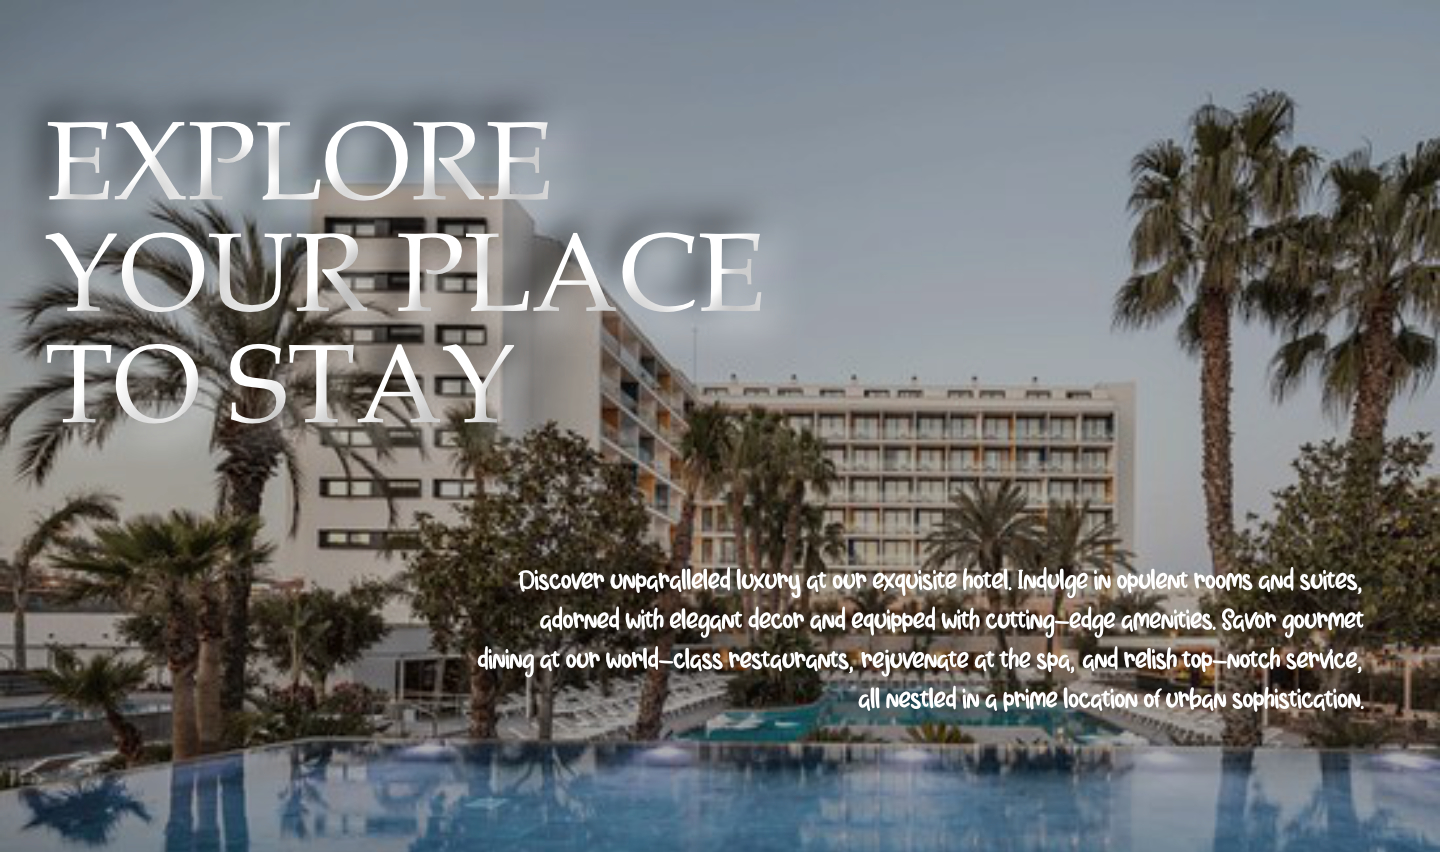 EXPLORE
YOUR PLACE
TO STAY
Discover unparalleled luxury at our exquisite hotel. Indulge in opulent rooms and suites,
adorned with elegant decor and equipped with cutting-edge amenities. Savor gourmet
dining at our world-class restaurants, rejuvenate at the spa, and relish top-notch service,
all nestled in a prime location of urban sophistication.